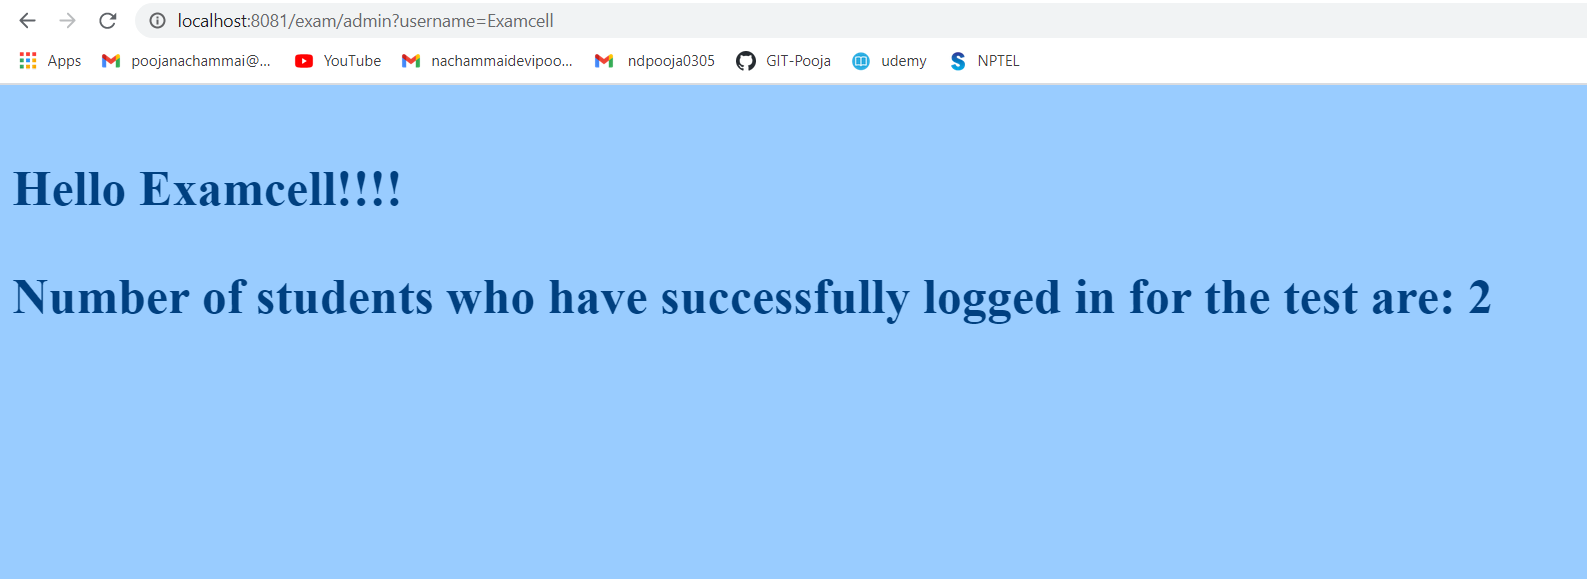 localhost:8081/exam/admin?username=Examcell
Apps poojanachammai@... YouTube nachammaidevipoo... ndpooja0305 GIT-Pooja udemy NPTEL
Hello Examcell!!!!
Number of students who have successfully logged in for the test are: 2